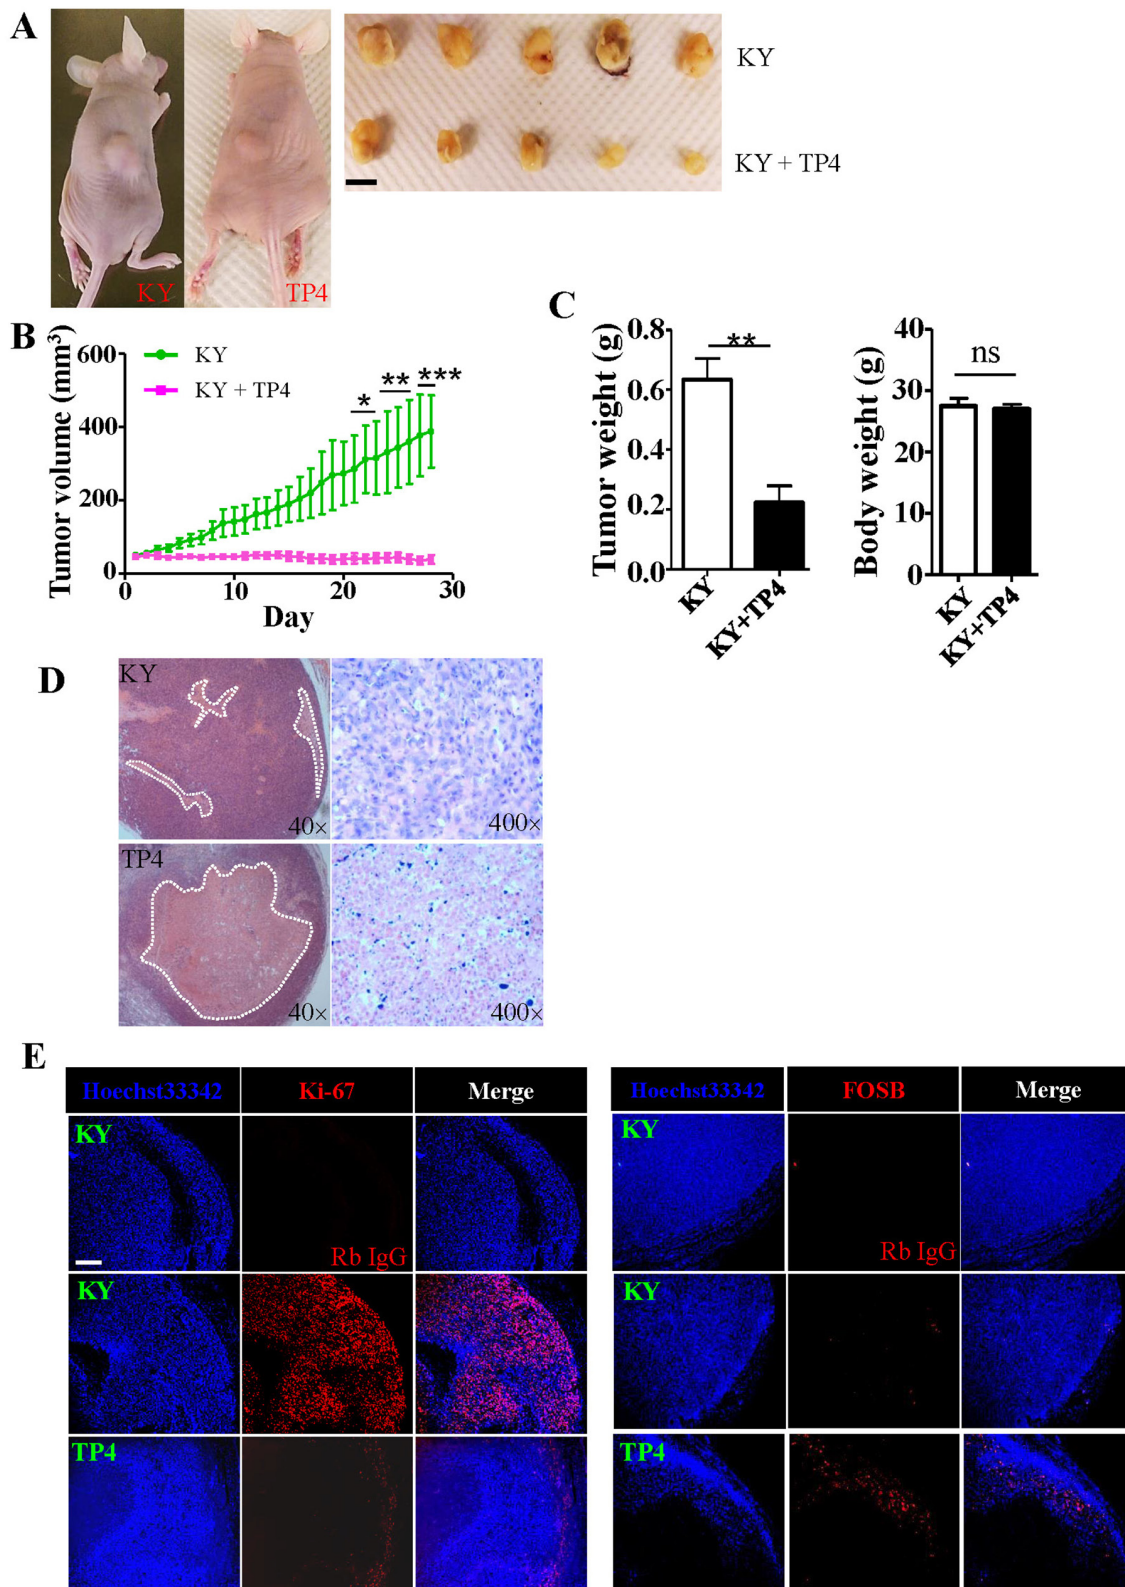 A
KY
TP4
KY
KY + TP4
B
Tumor volume (mm³)
600
400
200
0
KY
KY + TP4
*
**
***
0
10
20
30
Day
C
Tumor weight (g)
0.8
0.6
0.4
0.2
0.0
**
KY
KY+TP4
Body weight (g)
40
30
20
10
0
ns
KY
KY+TP4
D
KY
40×
400×
TP4
40×
400×
E
Hoechst33342
Ki-67
Merge
KY
Rb IgG
KY
TP4
Hoechst33342
FOSB
Merge
KY
Rb IgG
KY
TP4